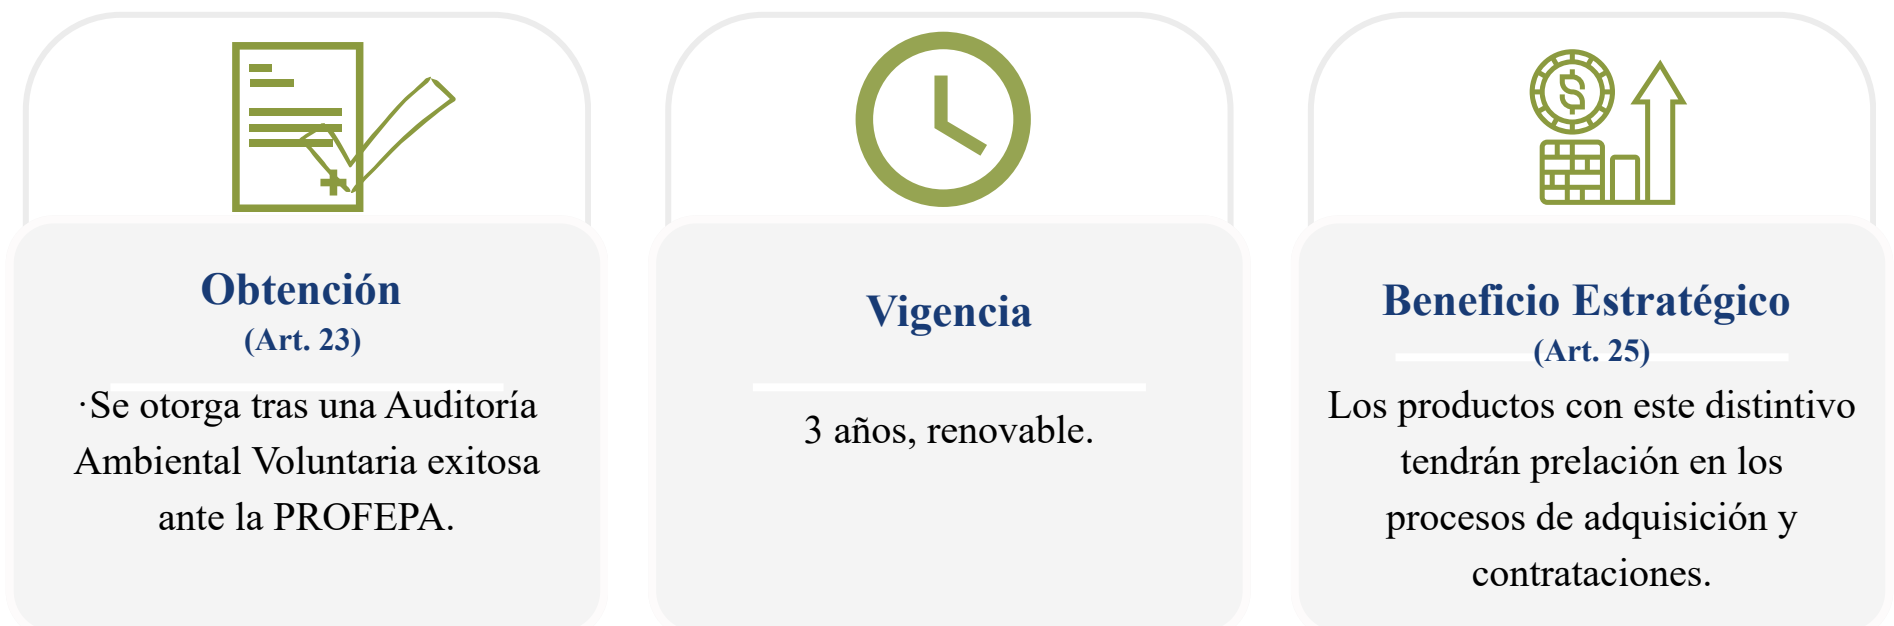 Obtención
(Art. 23)
·Se otorga tras una Auditoría
Ambiental Voluntaria exitosa
ante la PROFEPA.
Vigencia
3 años, renovable.
Beneficio Estratégico
(Art. 25)
Los productos con este distintivo
tendrán prelación en los
procesos de adquisición y
contrataciones.